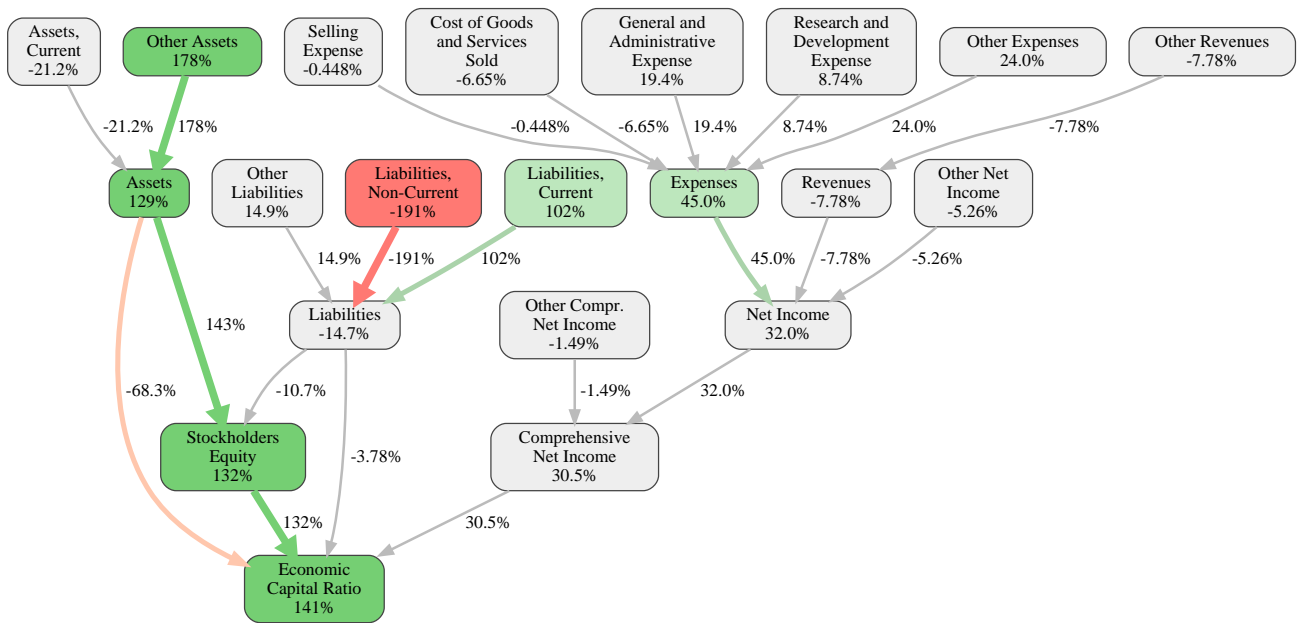 Assets,
Current
-21.2%
Other Assets
178%
Selling
Expense
-0.448%
Cost of Goods
and Services
Sold
-6.65%
General and
Administrative
Expense
19.4%
Research and
Development
Expense
8.74%
Other Expenses
24.0%
Other Revenues
-7.78%
-21.2%
178%
-0.448%
-6.65%
19.4%
8.74%
24.0%
-7.78%
Assets
129%
Other
Liabilities
14.9%
Liabilities,
Non-Current
-191%
Liabilities,
Current
102%
Expenses
45.0%
Revenues
-7.78%
Other Net
Income
-5.26%
14.9%
-191%
102%
45.0%
-7.78%
-5.26%
143%
Liabilities
-14.7%
Other Compr.
Net Income
-1.49%
Net Income
32.0%
-68.3%
-10.7%
-1.49%
32.0%
Stockholders
Equity
132%
-3.78%
Comprehensive
Net Income
30.5%
132%
30.5%
Economic
Capital Ratio
141%